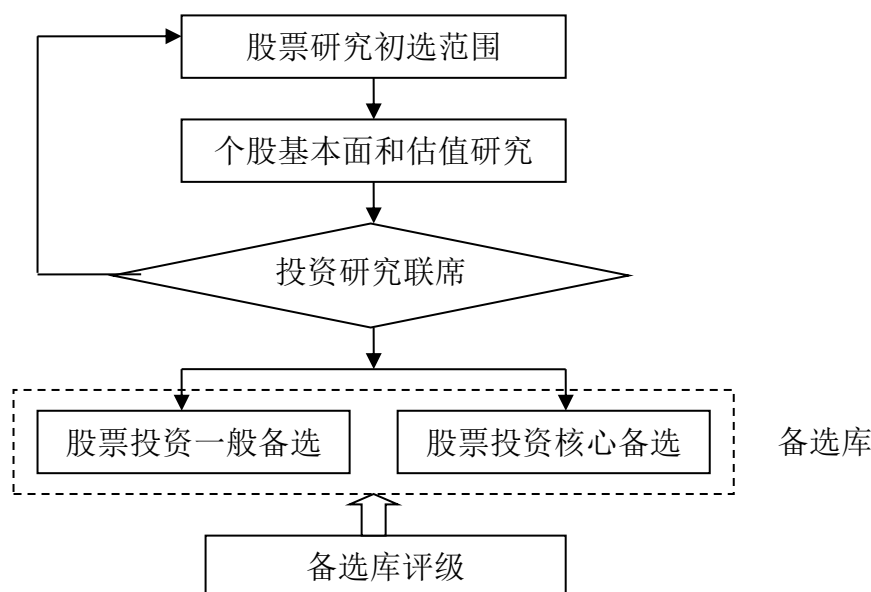 股票研究初选范围
个股基本面和估值研究
投资研究联席
股票投资一般备选
股票投资核心备选
备选库
备选库评级